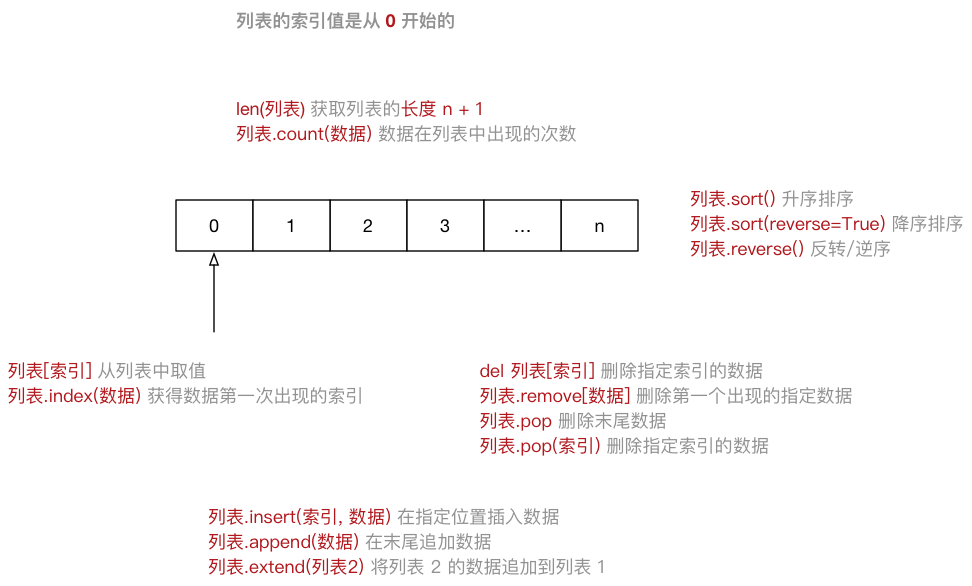 列表的索引值是从 0 开始的
len(列表) 获取列表的长度 n + 1
列表.count(数据) 数据在列表中出现的次数
0 1 2 3 ... n
列表.sort() 升序排序
列表.sort(reverse=True) 降序排序
列表.reverse() 反转/逆序
列表[索引] 从列表中取值
列表.index(数据) 获得数据第一次出现的索引
del 列表[索引] 删除指定索引的数据
列表.remove[数据] 删除第一个出现的指定数据
列表.pop 删除末尾数据
列表.pop(索引) 删除指定索引的数据
列表.insert(索引, 数据) 在指定位置插入数据
列表.append(数据) 在末尾追加数据
列表.extend(列表2) 将列表 2 的数据追加到列表 1